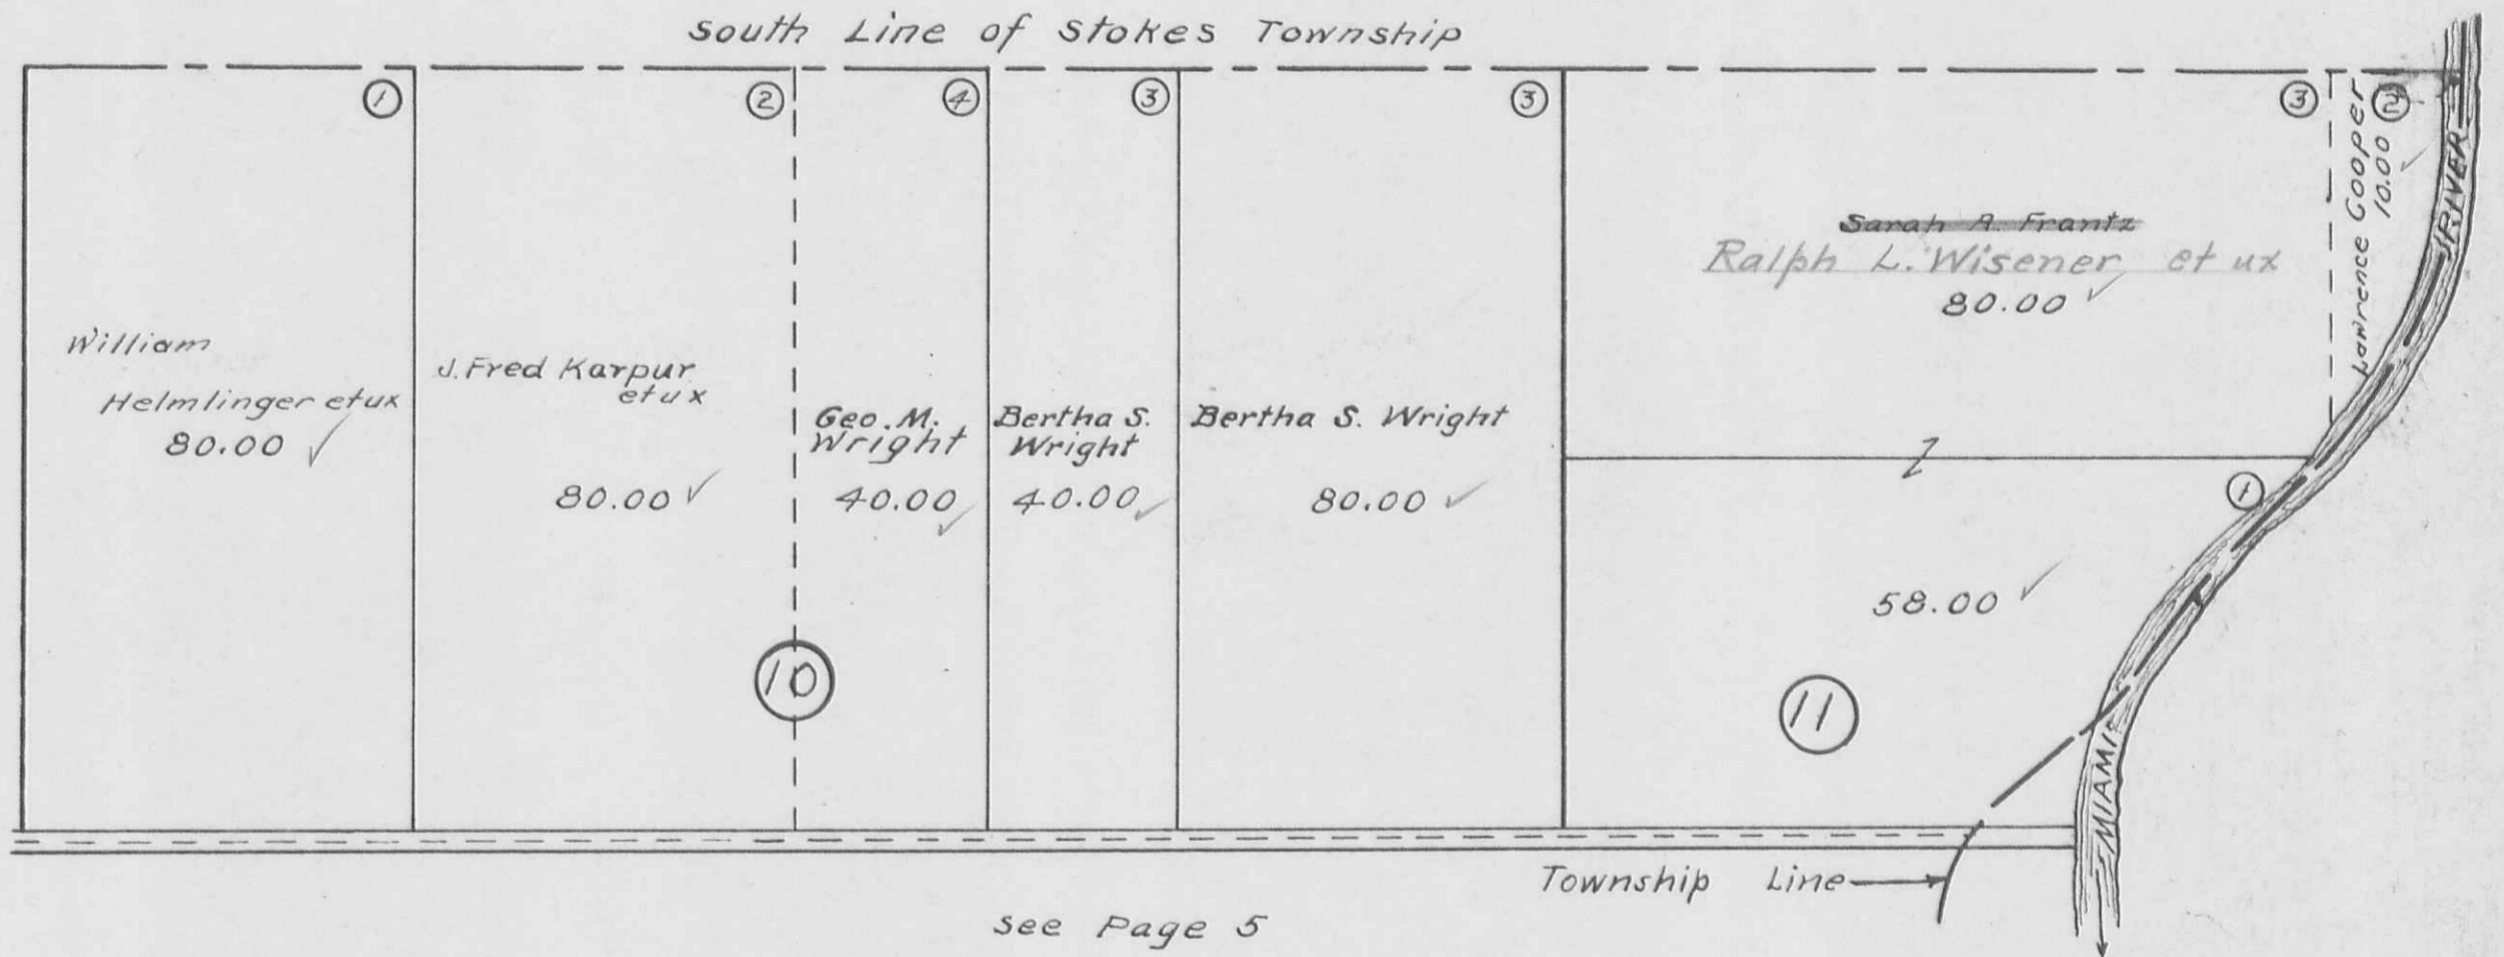 South Line of Stokes Township
①
②
④
③
③
③
②
Lawrence Cooper
10.00 ✓
RIVER
Sarah A. Frantz
Ralph L. Wisener et ux
80.00 ✓
William
Helmlinger etux
80.00 ✓
J. Fred Karpur
etux
80.00 ✓
Geo. M.
Wright
40.00 ✓
Bertha S.
Wright
40.00 ✓
Bertha S. Wright
80.00 ✓
①
58.00 ✓
10
11
MIAMI
Township Line
See Page 5